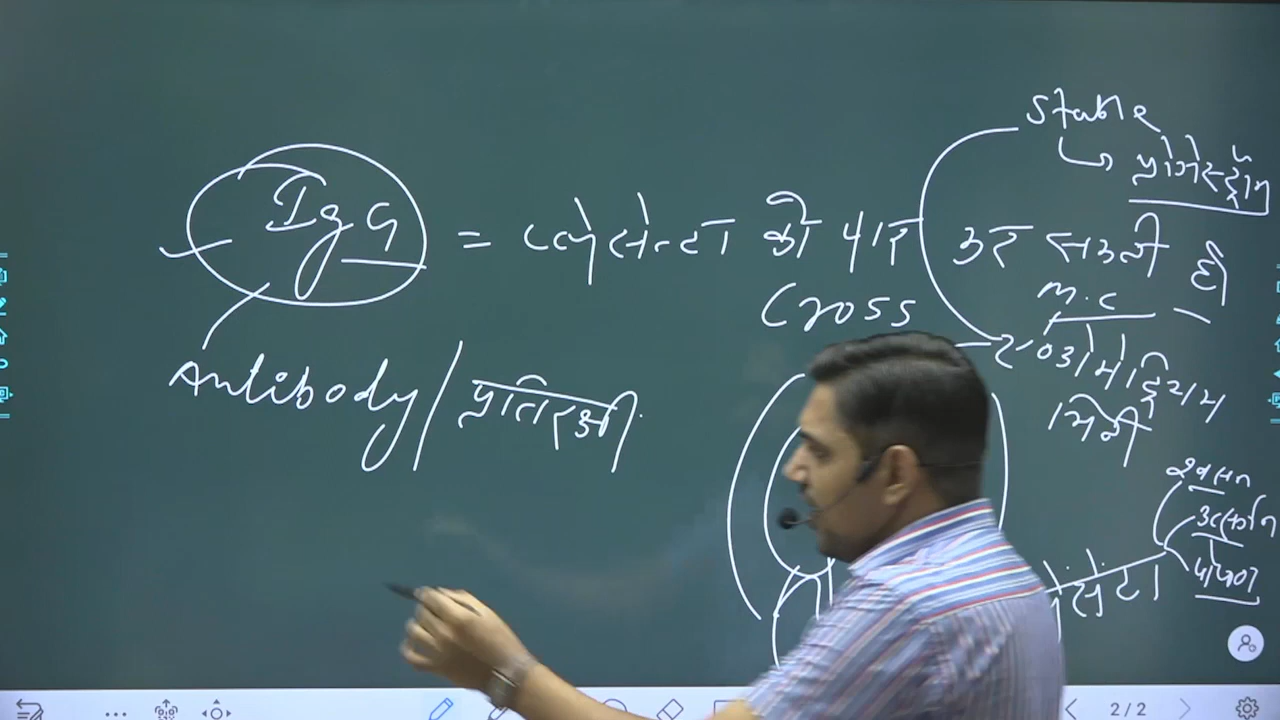 Stable
प्रोजेस्ट्रॉन
IgG = प्लेसेन्टा को पार कर सकती है
Cross
M.C
Antibody / प्रतिरक्षी
श्वसन
उत्सर्जन
पोषण
2/2